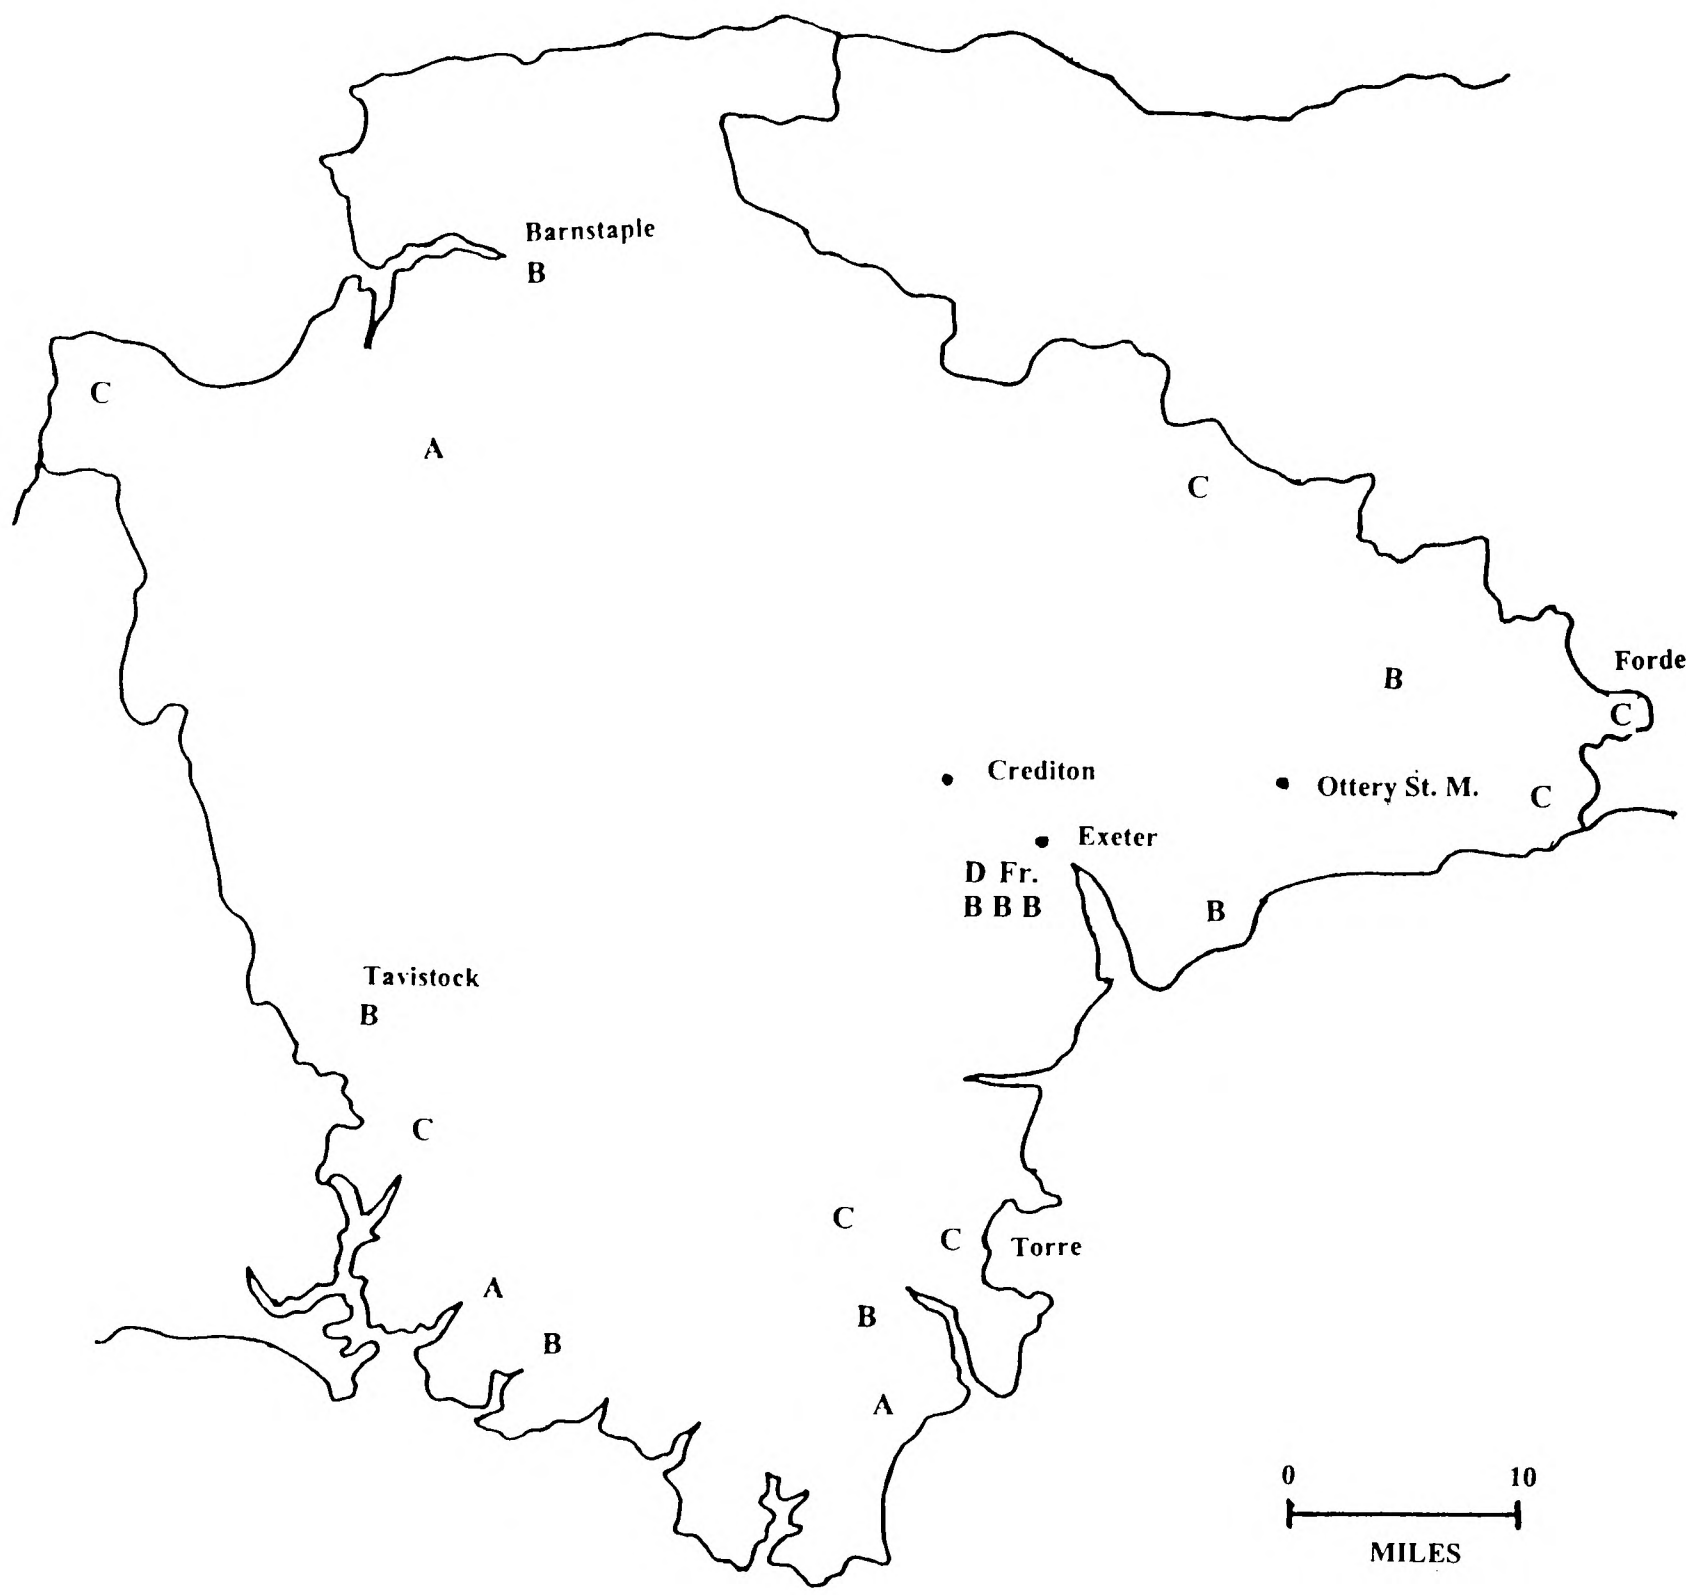 Barnstaple
B
C
A
C
Forde
B
C
Crediton
Ottery St. M.
C
Exeter
D Fr.
B B B
B
Tavistock
B
C
C
C
Torre
A
B
B
A
0 10
MILES